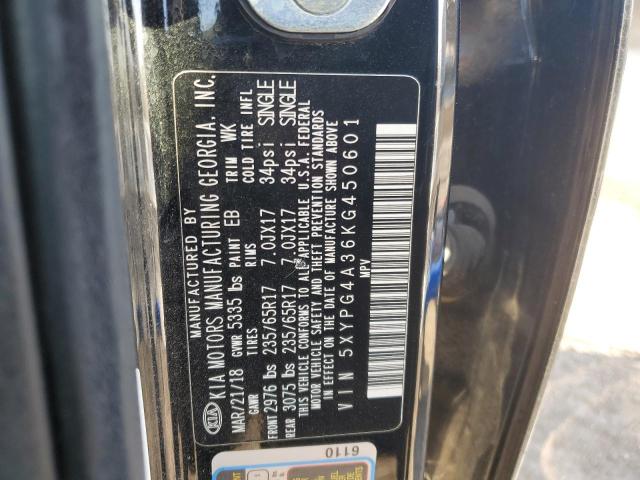 MANUFACTURED BY
KIA KIA MOTORS MANUFACTURING GEORGIA, INC.
MAR/21/18 GVWR 5335 lbs PAINT EB TRIM WK
GAWR TIRES RIMS COLD TIRE INFL
FRONT 2976 lbs 235/65R17 7.0JX17 34psi SINGLE
REAR 3075 lbs 235/65R17 7.0JX17 34psi SINGLE
THIS VEHICLE CONFORMS TO ALL APPLICABLE U.S.A. FEDERAL
MOTOR VEHICLE SAFETY AND THEFT PREVENTION STANDARDS
IN EFFECT ON THE DATE OF MANUFACTURE SHOWN ABOVE
VIN 5XYPG4A36KG450601
MPV
6110